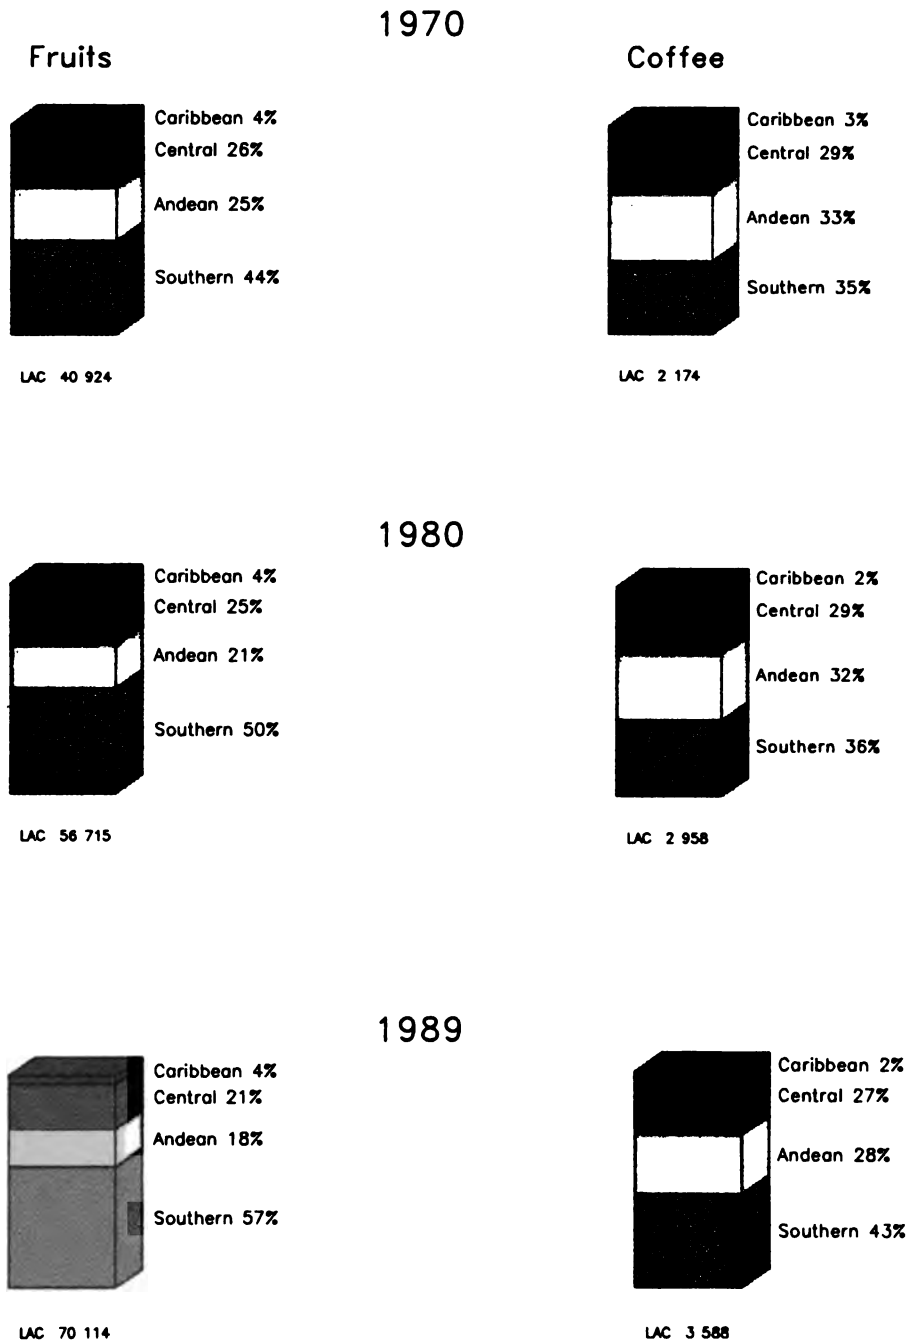 1970
Fruits
Caribbean 4%
Central 26%
Andean 25%
Southern 44%
LAC 40 924
Coffee
Caribbean 3%
Central 29%
Andean 33%
Southern 35%
LAC 2 174
1980
Caribbean 4%
Central 25%
Andean 21%
Southern 50%
LAC 56 715
Caribbean 2%
Central 29%
Andean 32%
Southern 36%
LAC 2 958
1989
Caribbean 4%
Central 21%
Andean 18%
Southern 57%
LAC 70 114
Caribbean 2%
Central 27%
Andean 28%
Southern 43%
LAC 3 588